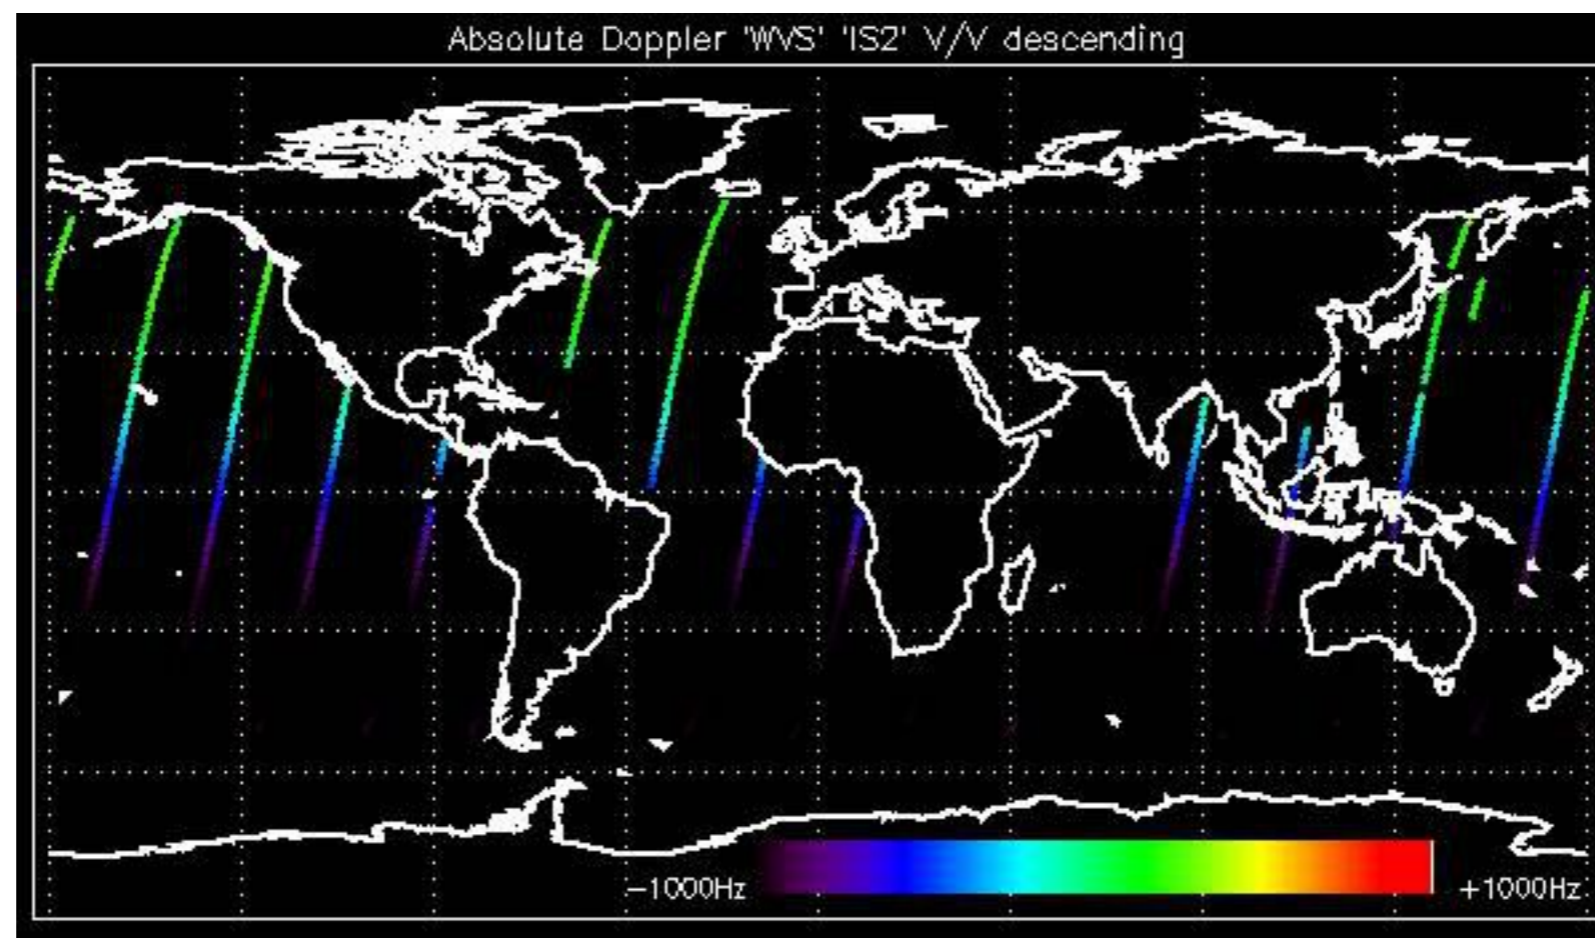 Absolute Doppler 'WVS' 'IS2' V/V descending
−1000Hz
+1000Hz